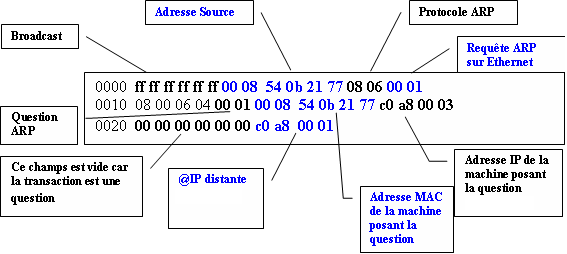 Adresse Source
Protocole ARP
Broadcast
Requête ARP
sur Ethernet
0000 ff ff ff ff ff ff 00 08 54 0b 21 77 08 06 00 01
0010 08 00 06 04 00 01 00 08 54 0b 21 77 c0 a8 00 03
0020 00 00 00 00 00 00 c0 a8 00 01
Question
ARP
Ce champs est vide car
la transaction est une
question
@IP distante
Adresse MAC
de la machine
posant la
question
Adresse IP de la
machine posant
la question